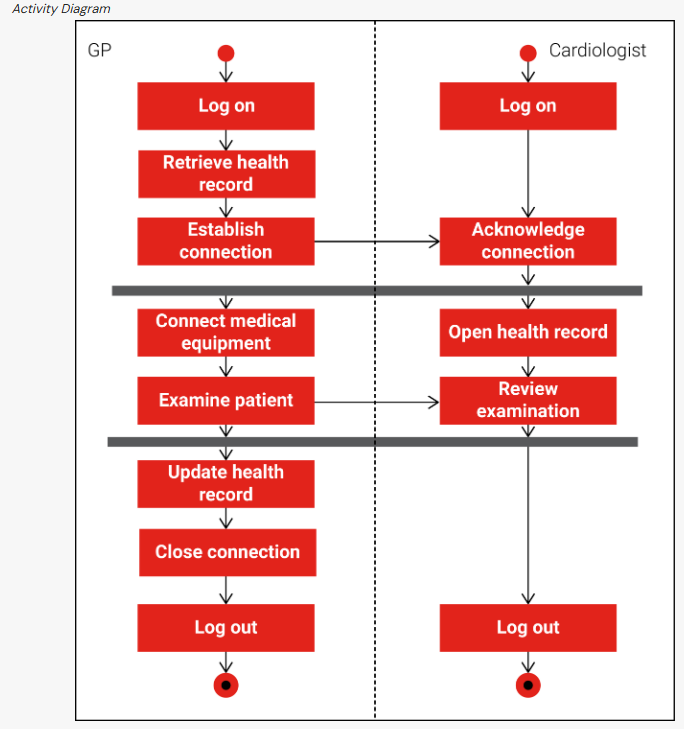 Activity Diagram
GP
Cardiologist
Log on
Log on
Retrieve health
record
Establish
connection
Acknowledge
connection
Connect medical
equipment
Open health record
Examine patient
Review
examination
Update health
record
Close connection
Log out
Log out